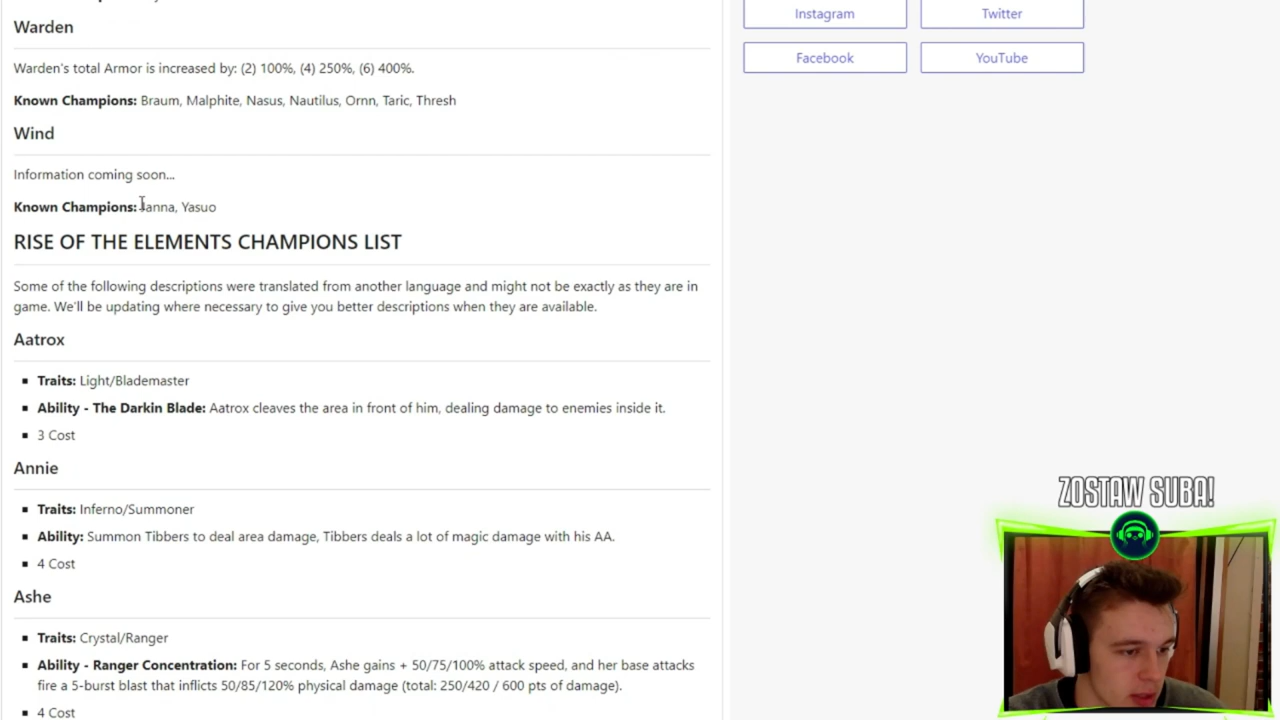 Warden
Warden's total Armor is increased by: (2) 100%, (4) 250%, (6) 400%.
Known Champions: Braum, Malphite, Nasus, Nautilus, Ornn, Taric, Thresh
Wind
Information coming soon...
Known Champions: Janna, Yasuo
RISE OF THE ELEMENTS CHAMPIONS LIST
Some of the following descriptions were translated from another language and might not be exactly as they are in
game. We'll be updating where necessary to give you better descriptions when they are available.
Aatrox
Traits: Light/Blademaster
Ability - The Darkin Blade: Aatrox cleaves the area in front of him, dealing damage to enemies inside it.
3 Cost
Annie
Traits: Inferno/Summoner
Ability: Summon Tibbers to deal area damage, Tibbers deals a lot of magic damage with his AA.
4 Cost
Ashe
Traits: Crystal/Ranger
Ability - Ranger Concentration: For 5 seconds, Ashe gains + 50/75/100% attack speed, and her base attacks
fire a 5-burst blast that inflicts 50/85/120% physical damage (total: 250/420 / 600 pts of damage).
4 Cost
Instagram
Twitter
Facebook
YouTube
ZOSTAW SUBA!